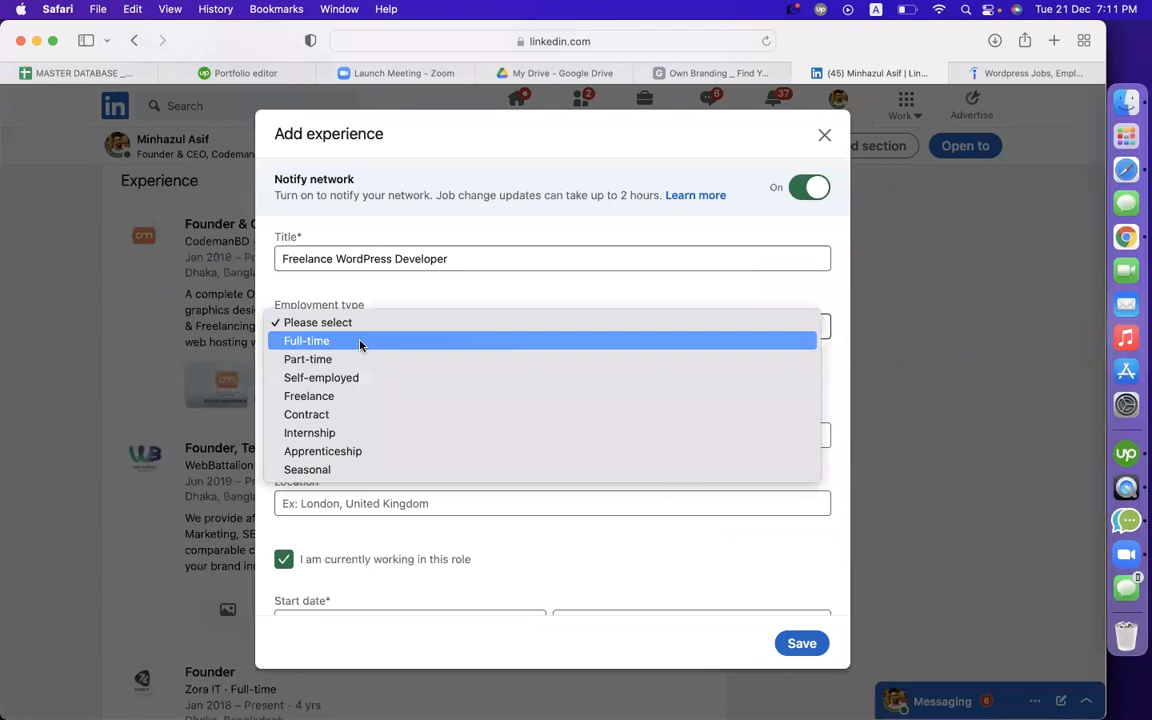 Safari File Edit View History Bookmarks Window Help
A
Tue 21 Dec 7:11 PM
linkedin.com
MASTER DATABASE _...
Portfolio editor
Launch Meeting - Zoom
My Drive - Google Drive
Own Branding _ Find Y...
(45) Minhazul Asif | Lin...
Wordpress Jobs, Empl...
Search
2
6
37
Work
Advertise
Minhazul Asif
Founder & CEO, Codeman
d section
Open to
Experience
Founder & C
CodemanBD
Jan 2018 - Pr
Dhaka, Bangla
A complete O
graphics desi
& Freelancing
web hosting w
Founder, Te
WebBattalion
Jun 2019 - Pr
Dhaka, Bangla
We provide af
Marketing, SE
comparable c
your brand in
Founder
Zora IT · Full-time
Jan 2018 - Present · 4 yrs
Dhaka, Bangladesh
Add experience
Notify network
Turn on to notify your network. Job change updates can take up to 2 hours. Learn more
On
Title*
Freelance WordPress Developer
Employment type
✓ Please select
Full-time
Part-time
Self-employed
Freelance
Contract
Internship
Apprenticeship
Seasonal
Location
Ex: London, United Kingdom
I am currently working in this role
Start date*
Save
Messaging 6
up